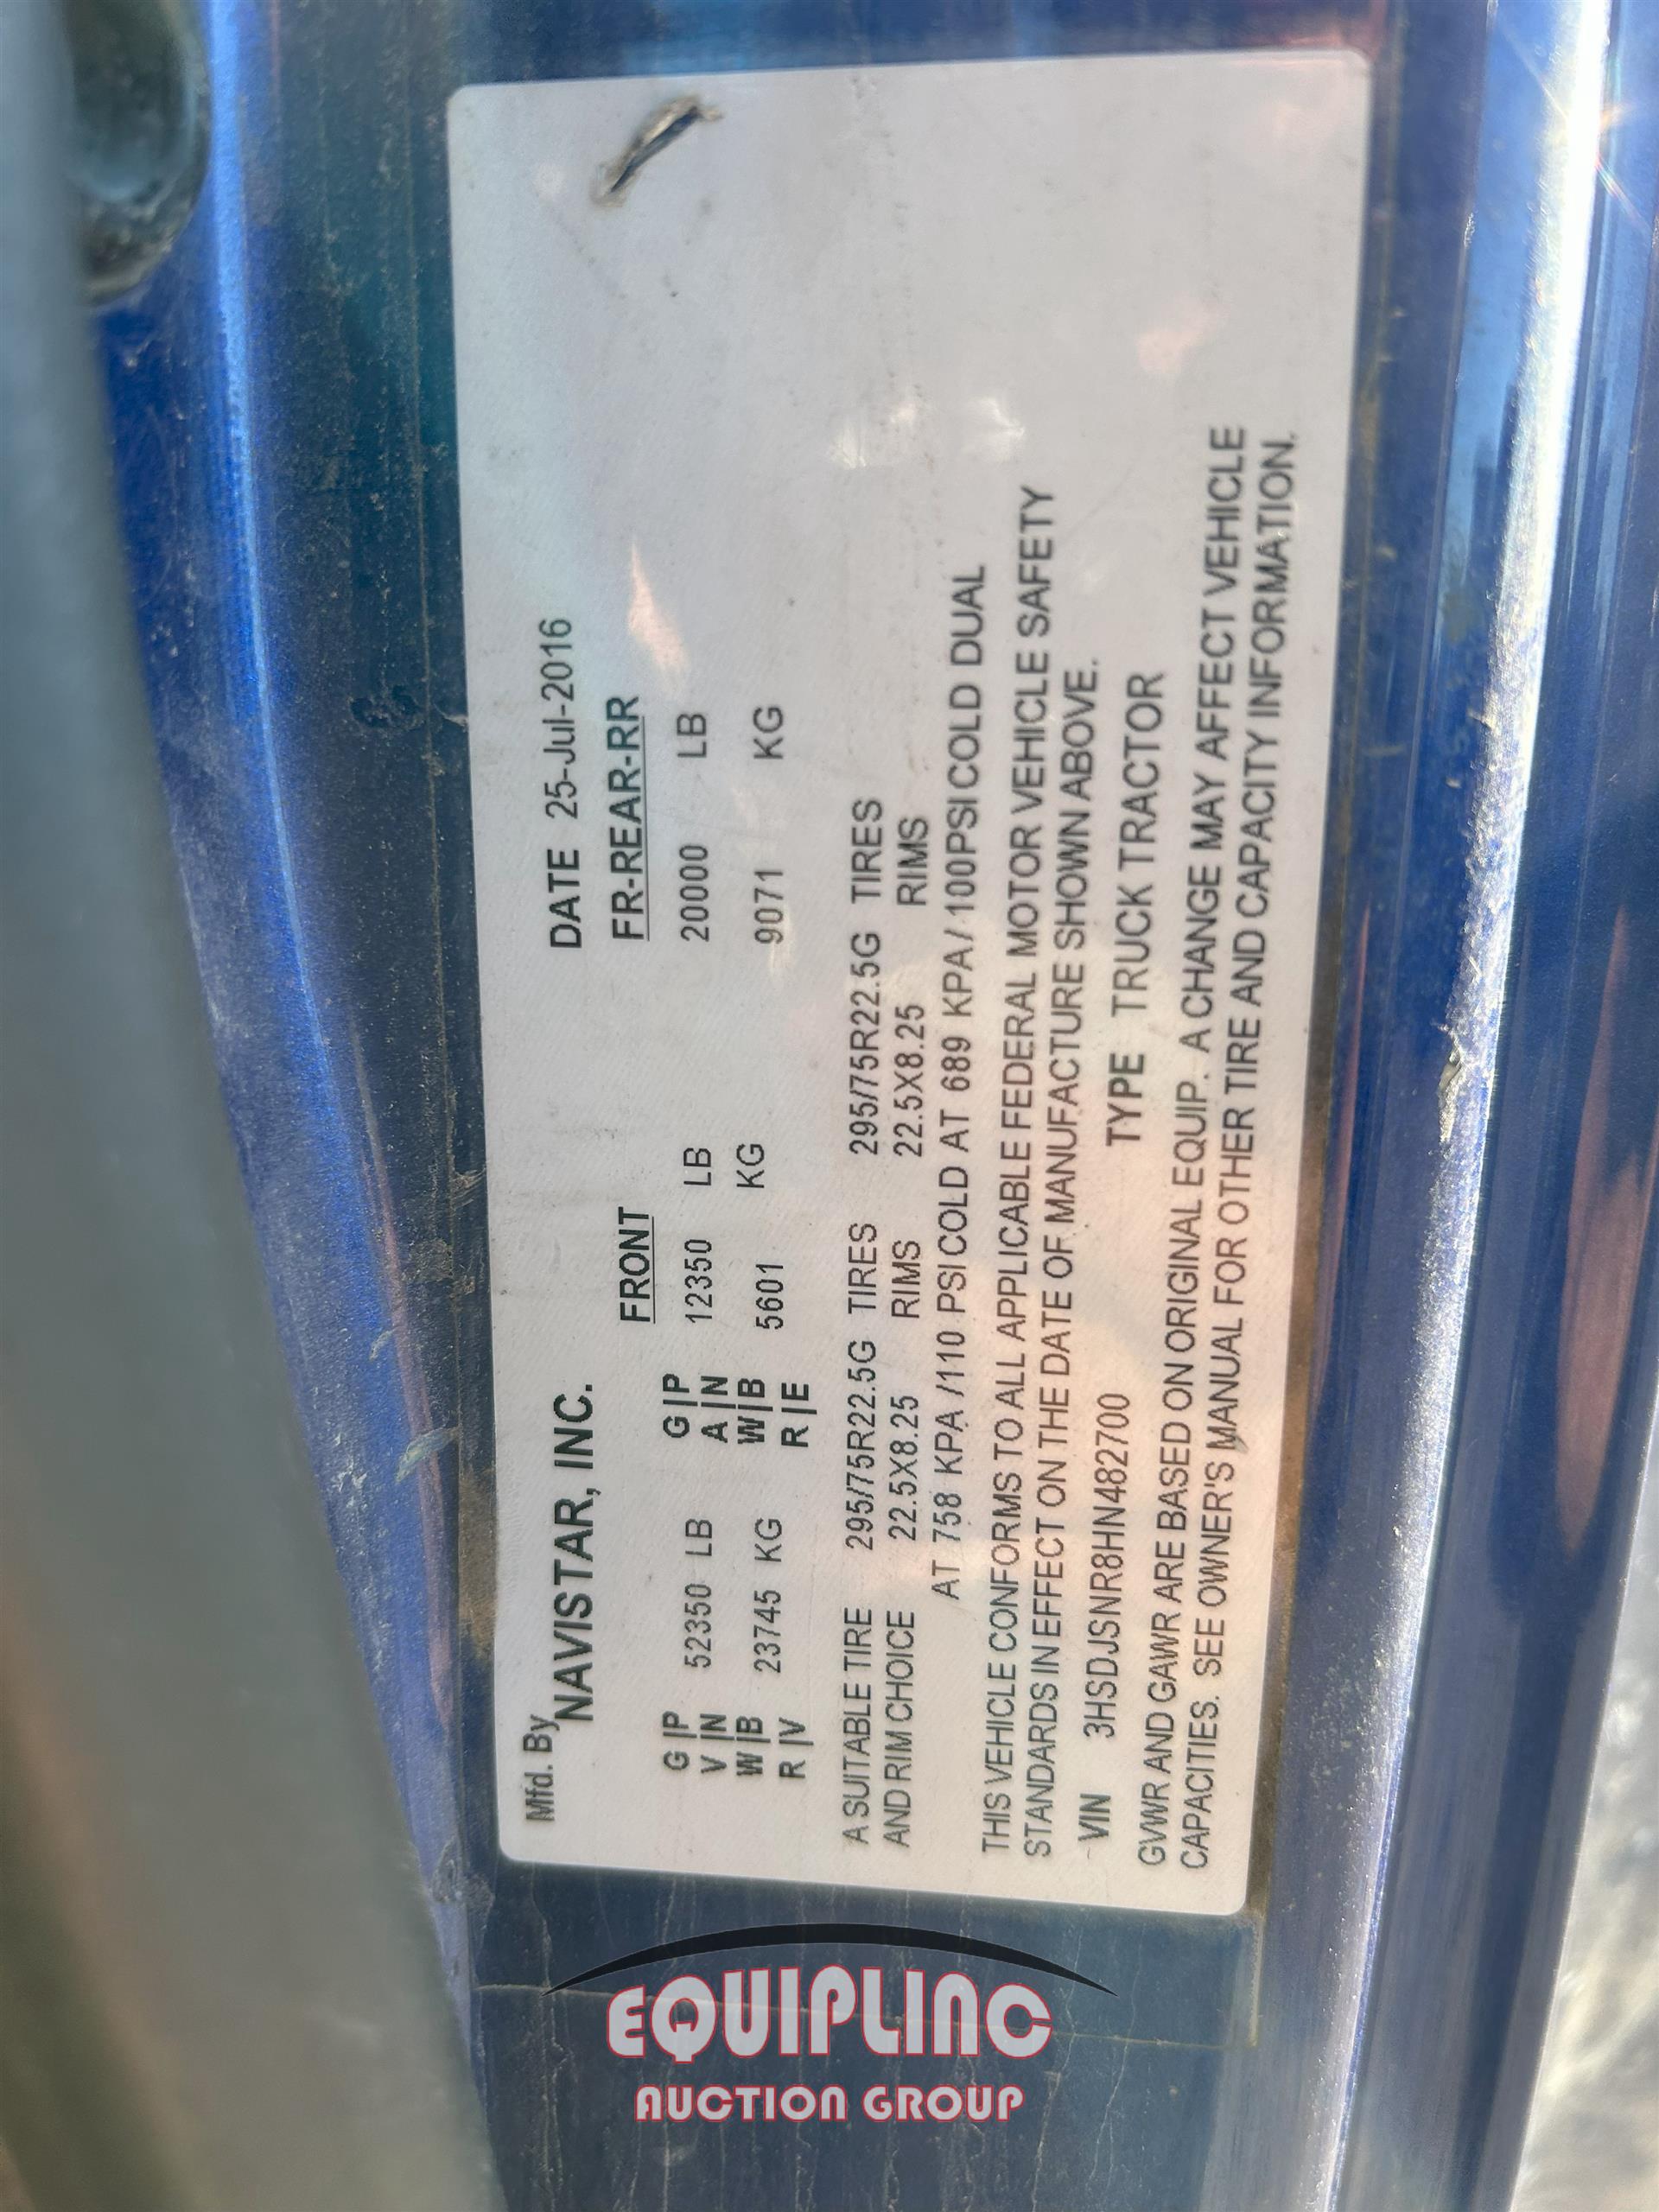 Mfd. By
NAVISTAR, INC. DATE 25-Jul-2016
FRONT FR-REAR-RR
G|P 52350 LB G|P 12350 LB 20000 LB
V|N A|N
W|B 23745 KG W|B 5601 KG 9071 KG
R|V R|E
A SUITABLE TIRE 295/75R22.5G TIRES 295/75R22.5G TIRES
AND RIM CHOICE 22.5X8.25 RIMS 22.5X8.25 RIMS
AT 758 KPA /110 PSI COLD AT 689 KPA/ 100PSI COLD DUAL
THIS VEHICLE CONFORMS TO ALL APPLICABLE FEDERAL MOTOR VEHICLE SAFETY
STANDARDS IN EFFECT ON THE DATE OF MANUFACTURE SHOWN ABOVE.
VIN 3HSDJSNR8HN482700 TYPE TRUCK TRACTOR
GVWR AND GAWR ARE BASED ON ORIGINAL EQUIP. A CHANGE MAY AFFECT VEHICLE
CAPACITIES. SEE OWNER'S MANUAL FOR OTHER TIRE AND CAPACITY INFORMATION.
EQUIPLINC
AUCTION GROUP